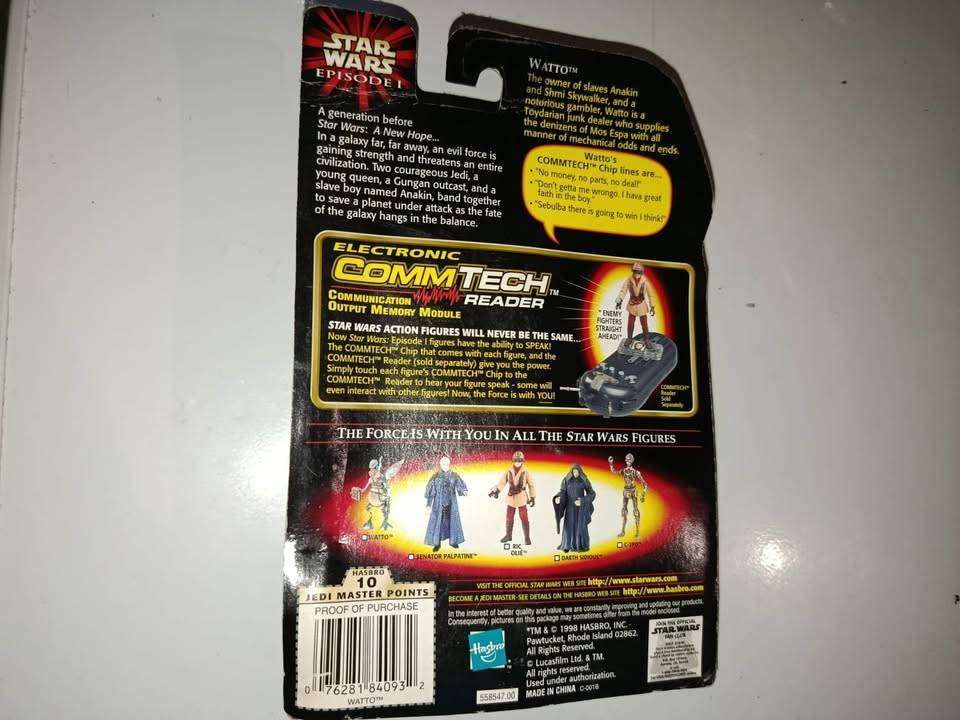 STAR
WARS
EPISODE I
A generation before
Star Wars: A New Hope...
In a galaxy far, far away, an evil force is
gaining strength and threatens an entire
civilization. Two courageous Jedi, a
young queen, a Gungan outcast, and a
slave boy named Anakin, band together
to save a planet under attack as the fate
of the galaxy hangs in the balance.
WATTO™
The owner of slaves Anakin
and Shmi Skywalker, and a
notorious gambler, Watto is a
Toydarian junk dealer who supplies
the denizens of Mos Espa with all
manner of mechanical odds and ends.
Watto's
COMMTECH™ Chip lines are...
• "No money, no parts, no deal!"
• "Don't getta me wrongo. I hava great
faith in the boy."
• "Sebulba there is going to win I think!"
ELECTRONIC
COMMTECH™
READER
COMMUNICATION
OUTPUT MEMORY MODULE
STAR WARS ACTION FIGURES WILL NEVER BE THE SAME...
Now Star Wars: Episode I figures have the ability to SPEAK!
The COMMTECH™ Chip that comes with each figure, and the
COMMTECH™ Reader (sold separately) give you the power.
Simply touch each figure's COMMTECH™ Chip to the
COMMTECH™ Reader to hear your figure speak - some will
even interact with other figures! Now, the Force is with YOU!
"ENEMY
FIGHTERS
STRAIGHT
AHEAD!"
COMMTECH™
Reader
Sold
Separately
THE FORCE IS WITH YOU IN ALL THE STAR WARS FIGURES
WATTO™
SENATOR PALPATINE™
RIC
OLIÉ™
DARTH SIDIOUS™
C-3PO™
HASBRO
10
JEDI MASTER POINTS
PROOF OF PURCHASE
0 76281 84093 2
WATTO™
VISIT THE OFFICIAL STAR WARS WEB SITE http://www.starwars.com
BECOME A JEDI MASTER-SEE DETAILS ON THE HASBRO WEB SITE http://www.hasbro.com
In the interest of better quality and value, we are constantly improving and updating our products.
Consequently, pictures on this package may sometimes differ from the model enclosed.
Hasbro
558547.00
™ & © 1998 HASBRO, INC.
Pawtucket, Rhode Island 02862.
All Rights Reserved.
© Lucasfilm Ltd. & TM.
All rights reserved.
Used under authorization.
MADE IN CHINA C-001B
JOIN THE OFFICIAL
STAR WARS
FAN CLUB